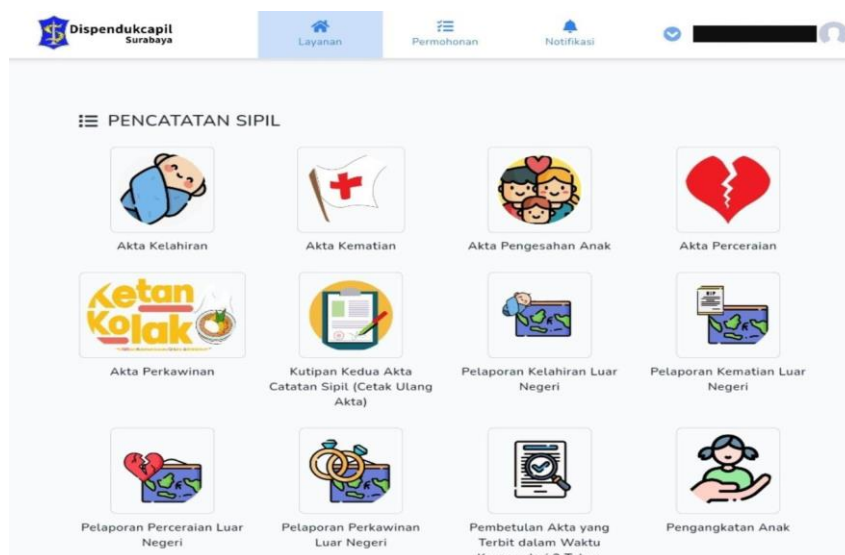 Dispendukcapil
Surabaya
Layanan
Permohonan
Notifikasi
PENCATATAN SIPIL
Akta Kelahiran
Akta Kematian
Akta Pengesahan Anak
Akta Perceraian
Ketan
Kolak
Akta Perkawinan
Kutipan Kedua Akta
Catatan Sipil (Cetak Ulang
Akta)
Pelaporan Kelahiran Luar
Negeri
RIP
Pelaporan Kematian Luar
Negeri
Pelaporan Perceraian Luar
Negeri
Pelaporan Perkawinan
Luar Negeri
Pembetulan Akta yang
Terbit dalam Waktu
Pengangkatan Anak